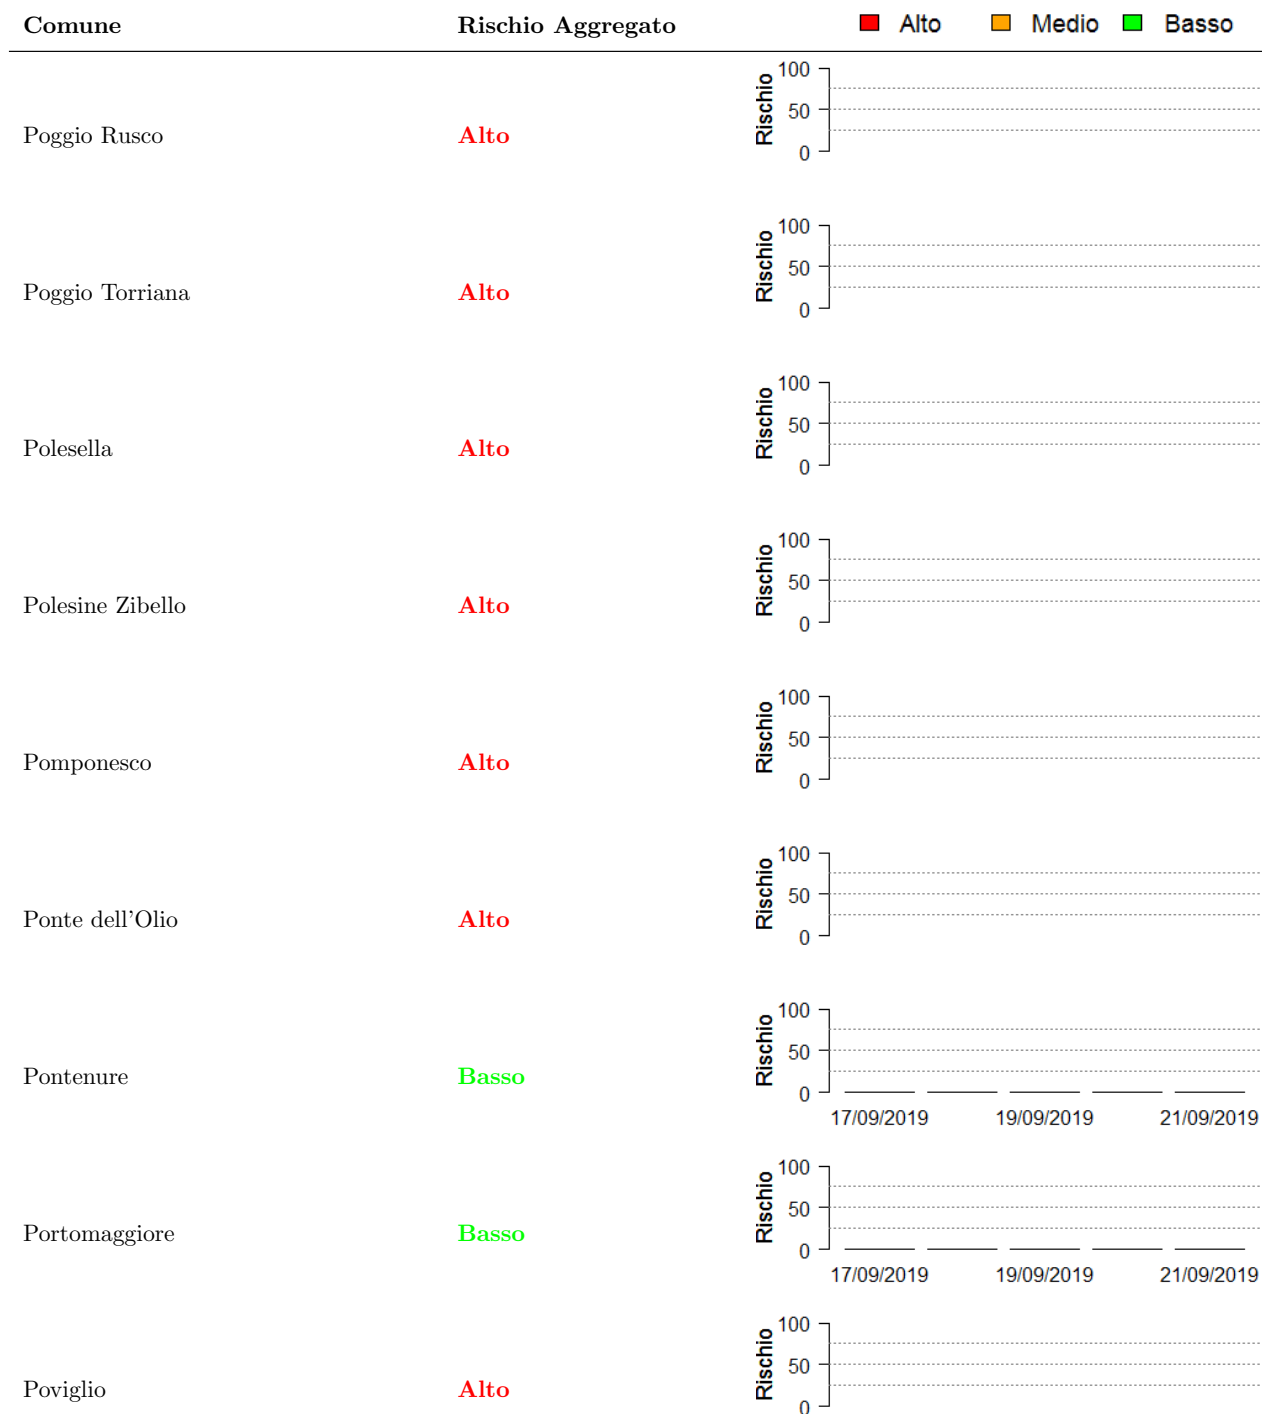 Comune Rischio Aggregato Alto Medio Basso
Poggio Rusco Alto Rischio 100 50 0
Poggio Torriana Alto Rischio 100 50 0
Polesella Alto Rischio 100 50 0
Polesine Zibello Alto Rischio 100 50 0
Pomponesco Alto Rischio 100 50 0
Ponte dell'Olio Alto Rischio 100 50 0
Pontenure Basso Rischio 100 50 0
17/09/2019 19/09/2019 21/09/2019
Portomaggiore Basso Rischio 100 50 0
17/09/2019 19/09/2019 21/09/2019
Poviglio Alto Rischio 100 50 0